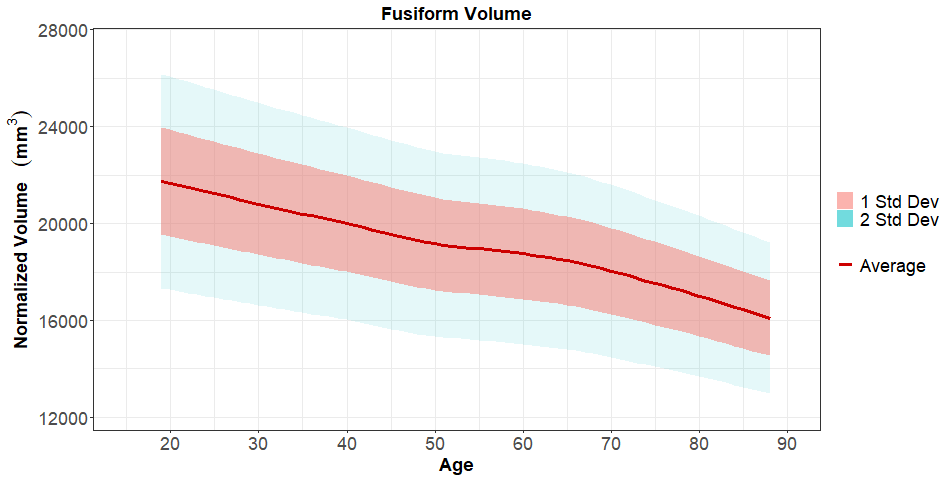 Fusiform Volume
Normalized Volume (mm³)
28000
24000
20000
16000
12000
20 30 40 50 60 70 80 90
Age
1 Std Dev
2 Std Dev
Average